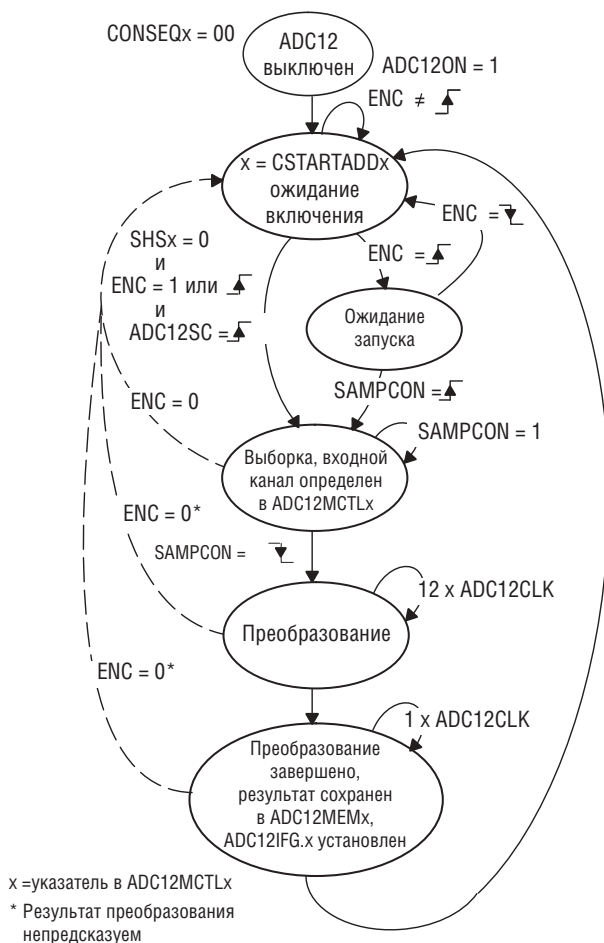 CONSEQx = 00
ADC12
выключен
ADC12ON = 1
ENC ≠
x = CSTARTADDx
ожидание
включения
ENC =
SHSx = 0
и
ENC = 1 или
и
ADC12SC =
ENC =
Ожидание
запуска
SAMPCON =
ENC = 0
SAMPCON = 1
Выборка, входной
канал определен
в ADC12MCTLx
ENC = 0*
SAMPCON =
12 x ADC12CLK
Преобразование
ENC = 0*
1 x ADC12CLK
Преобразование
завершено,
результат сохранен
в ADC12MEMx,
ADC12IFG.x установлен
x =указатель в ADC12MCTLx
* Результат преобразования
непредсказуем